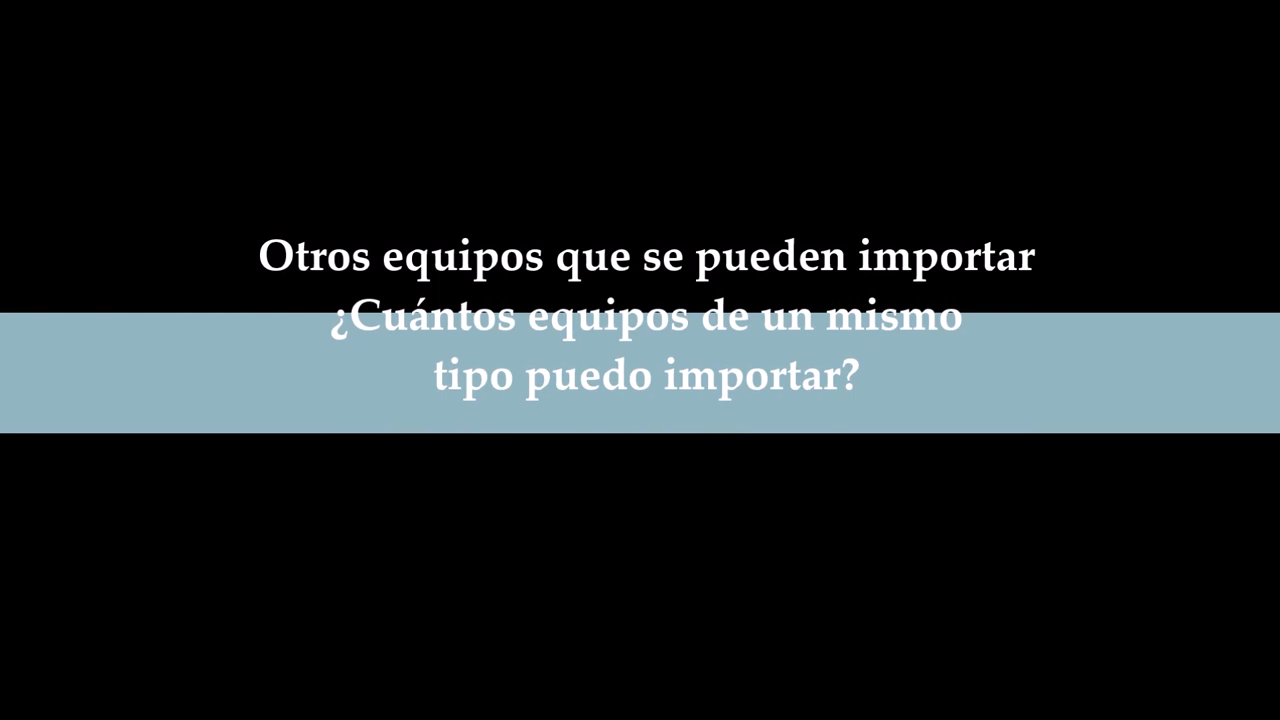 Otros equipos que se pueden importar
¿Cuántos equipos de un mismo
tipo puedo importar?